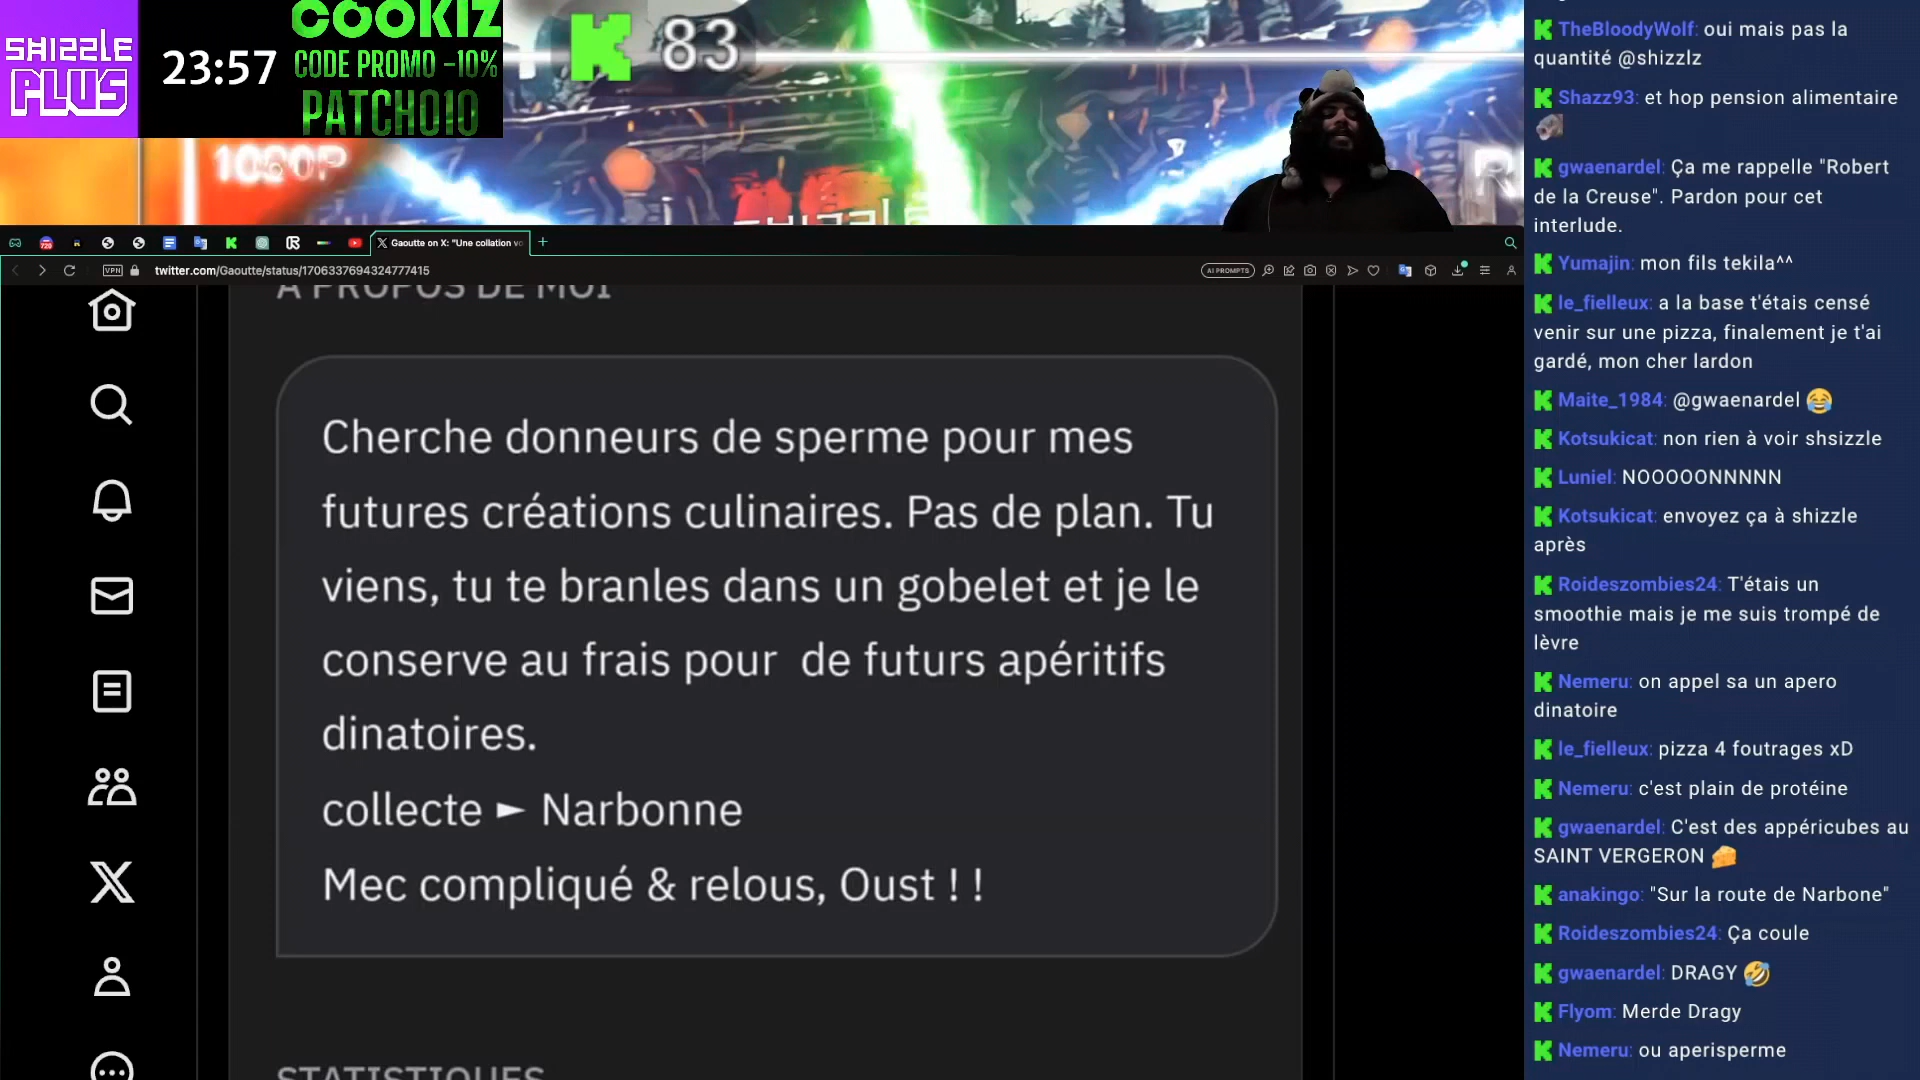 SHIZZLE
PLUS
23:57
COOKIZ
CODE PROMO -10%
PATCHO10
83
1080P
Gaoutte on X: "Une collation vo
VPN
twitter.com/Gaoutte/status/1706337694324777415
AI PROMPTS
A PROPOS DE MOI
Cherche donneurs de sperme pour mes
futures créations culinaires. Pas de plan. Tu
viens, tu te branles dans un gobelet et je le
conserve au frais pour  de futurs apéritifs
dinatoires.
collecte ► Narbonne
Mec compliqué & relous, Oust ! !
STATISTIQUES
TheBloodyWolf: oui mais pas la
quantité @shizzlz
Shazz93: et hop pension alimentaire
gwaenardel: Ça me rappelle "Robert
de la Creuse". Pardon pour cet
interlude.
Yumajin: mon fils tekila^^
le_fielleux: a la base t'étais censé
venir sur une pizza, finalement je t'ai
gardé, mon cher lardon
Maite_1984: @gwaenardel 😂
Kotsukicat: non rien à voir shsizzle
Luniel: NOOOOONNNNN
Kotsukicat: envoyez ça à shizzle
après
Roideszombies24: T'étais un
smoothie mais je me suis trompé de
lèvre
Nemeru: on appel sa un apero
dinatoire
le_fielleux: pizza 4 foutrages xD
Nemeru: c'est plain de protéine
gwaenardel: C'est des appéricubes au
SAINT VERGERON 🧀
anakingo: "Sur la route de Narbone"
Roideszombies24: Ça coule
gwaenardel: DRAGY 🤣
Flyom: Merde Dragy
Nemeru: ou aperisperme